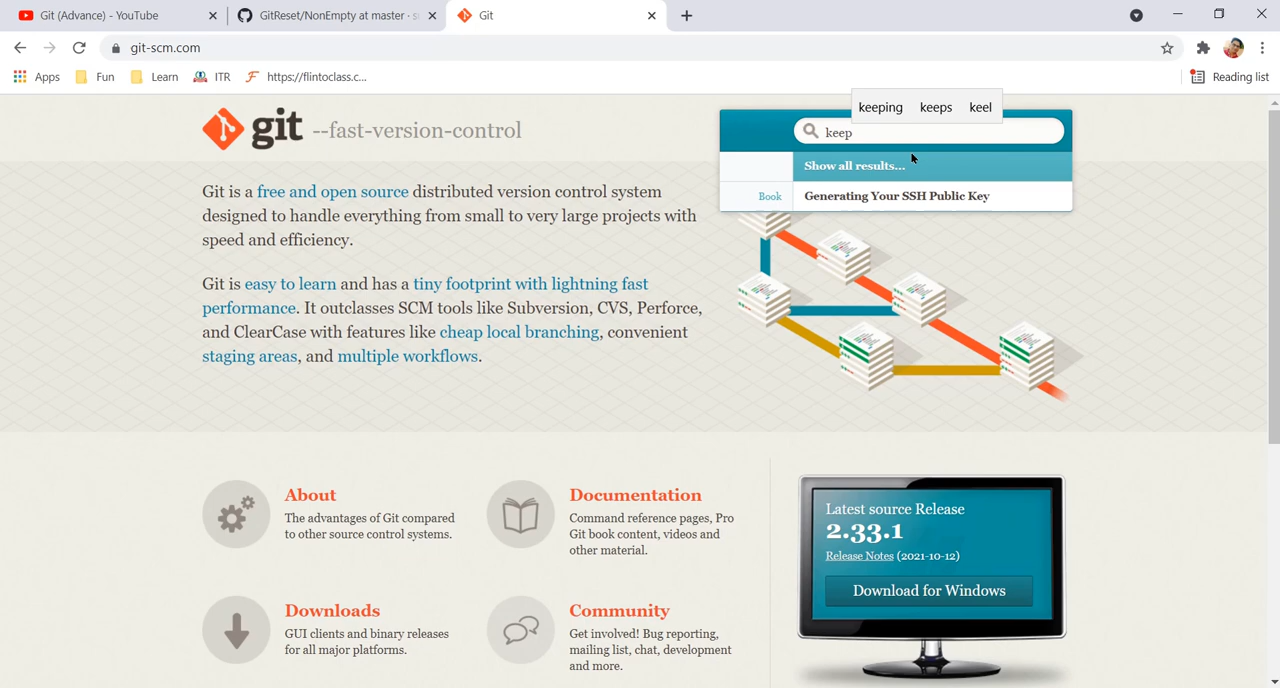 Git (Advance) - YouTube
GitReset/NonEmpty at master ·
Git
git-scm.com
Apps
Fun
Learn
ITR
https://flintoclass.c...
Reading list
git --fast-version-control
keeping keeps keel
keep
Show all results...
Book Generating Your SSH Public Key
Git is a free and open source distributed version control system
designed to handle everything from small to very large projects with
speed and efficiency.
Git is easy to learn and has a tiny footprint with lightning fast
performance. It outclasses SCM tools like Subversion, CVS, Perforce,
and ClearCase with features like cheap local branching, convenient
staging areas, and multiple workflows.
About
The advantages of Git compared
to other source control systems.
Documentation
Command reference pages, Pro
Git book content, videos and
other material.
Downloads
GUI clients and binary releases
for all major platforms.
Community
Get involved! Bug reporting,
mailing list, chat, development
and more.
Latest source Release
2.33.1
Release Notes (2021-10-12)
Download for Windows